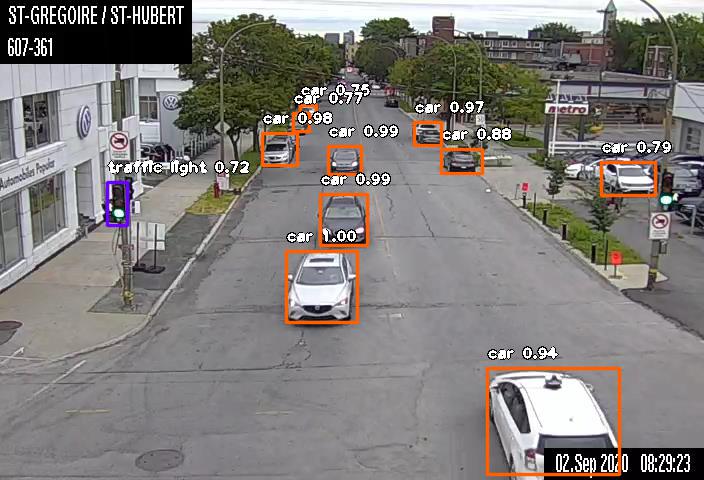 ST-GREGOIRE / ST-HUBERT
607-361
car 0.75
car 0.77
car 0.98
car 0.99
car 0.97
car 0.88
car 0.79
traffic light 0.72
car 0.99
car 1.00
car 0.94
metro
Automobiles Popular
02.Sep 2020 08:29:23